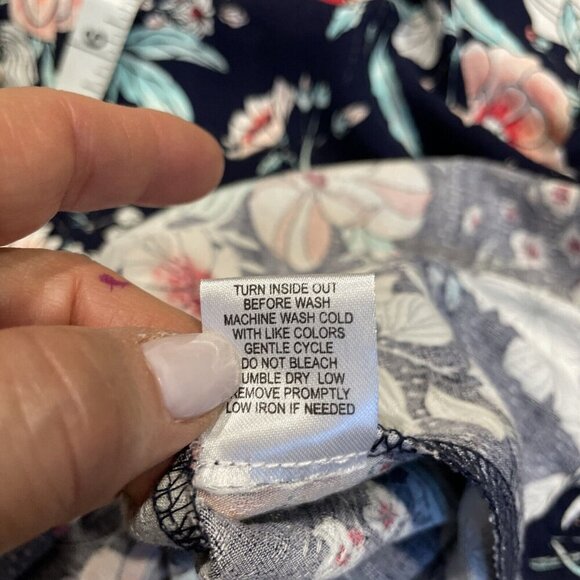 TURN INSIDE OUT
BEFORE WASH
MACHINE WASH COLD
WITH LIKE COLORS
GENTLE CYCLE
DO NOT BLEACH
UMBLE DRY LOW
REMOVE PROMPTLY
LOW IRON IF NEEDED